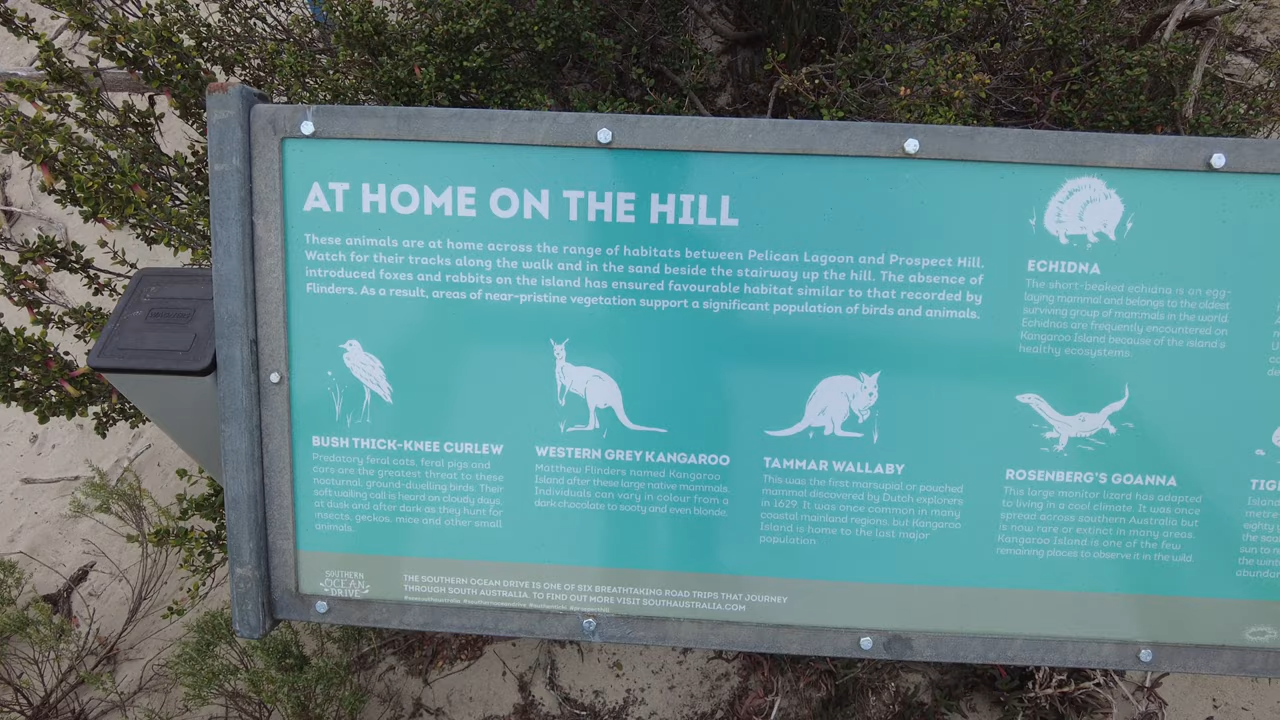 AT HOME ON THE HILL
These animals are at home across the range of habitats between Pelican Lagoon and Prospect Hill.
Watch for their tracks along the walk and in the sand beside the stairway up the hill. The absence of
introduced foxes and rabbits on the island has ensured favourable habitat similar to that recorded by
Flinders. As a result, areas of near-pristine vegetation support a significant population of birds and animals.
ECHIDNA
The short-beaked echidna is an egg-
laying mammal and belongs to the oldest
surviving group of mammals in the world.
Echidnas are frequently encountered on
Kangaroo Island because of the island's
healthy ecosystems.
BUSH THICK-KNEE CURLEW
Predatory feral cats, feral pigs and
cars are the greatest threat to these
nocturnal, ground-dwelling birds. Their
soft wailing call is heard on cloudy days,
at dusk and after dark as they hunt for
insects, geckos, mice and other small
animals.
WESTERN GREY KANGAROO
Matthew Flinders named Kangaroo
Island after these large native mammals.
Individuals can vary in colour from a
dark chocolate to sooty and even blonde.
TAMMAR WALLABY
This was the first marsupial or pouched
mammal discovered by Dutch explorers
in 1629. It was once common in many
coastal mainland regions, but Kangaroo
Island is home to the last major
population.
ROSENBERG'S GOANNA
This large monitor lizard has adapted
to living in a cool climate. It was once
spread across southern Australia but
is now rare or extinct in many areas.
Kangaroo Island is one of the few
remaining places to observe it in the wild.
SOUTHERN
OCEAN
DRIVE
THE SOUTHERN OCEAN DRIVE IS ONE OF SIX BREATHTAKING ROAD TRIPS THAT JOURNEY
THROUGH SOUTH AUSTRALIA. TO FIND OUT MORE VISIT SOUTHAUSTRALIA.COM